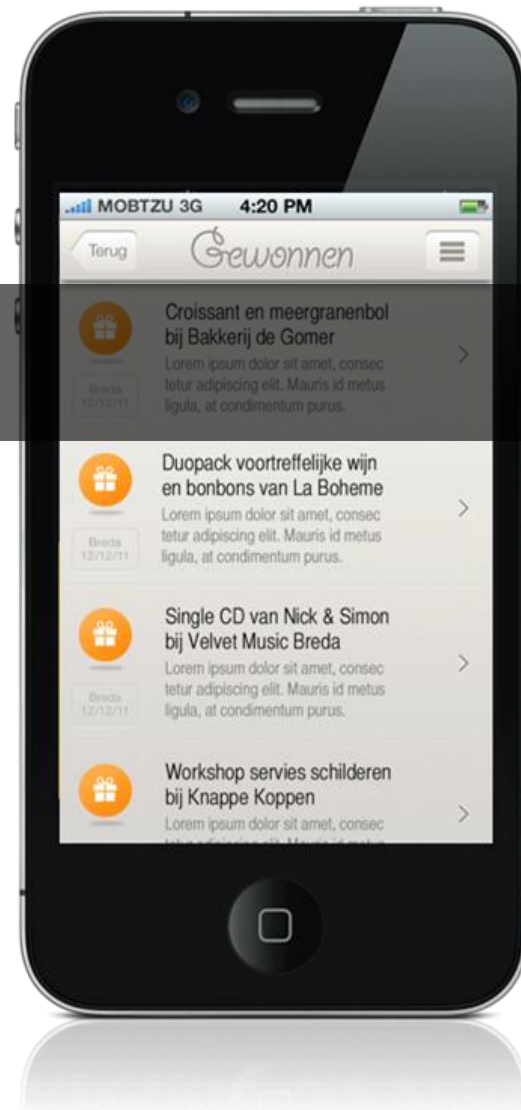 MOBTZU 3G 4:20 PM
Terug
Gewonnen
Croissant en meergranenbol
bij Bakkerij de Gomer
Lorem ipsum dolor sit amet, consec
tetur adipiscing elit. Mauris id metus
ligula, at condimentum purus.
Breda
12/12/11
Duopack voortreffelijke wijn
en bonbons van La Boheme
Lorem ipsum dolor sit amet, consec
tetur adipiscing elit. Mauris id metus
ligula, at condimentum purus.
Breda
12/12/11
Single CD van Nick & Simon
bij Velvet Music Breda
Lorem ipsum dolor sit amet, consec
tetur adipiscing elit. Mauris id metus
ligula, at condimentum purus.
Breda
12/12/11
Workshop servies schilderen
bij Knappe Koppen
Lorem ipsum dolor sit amet, consec